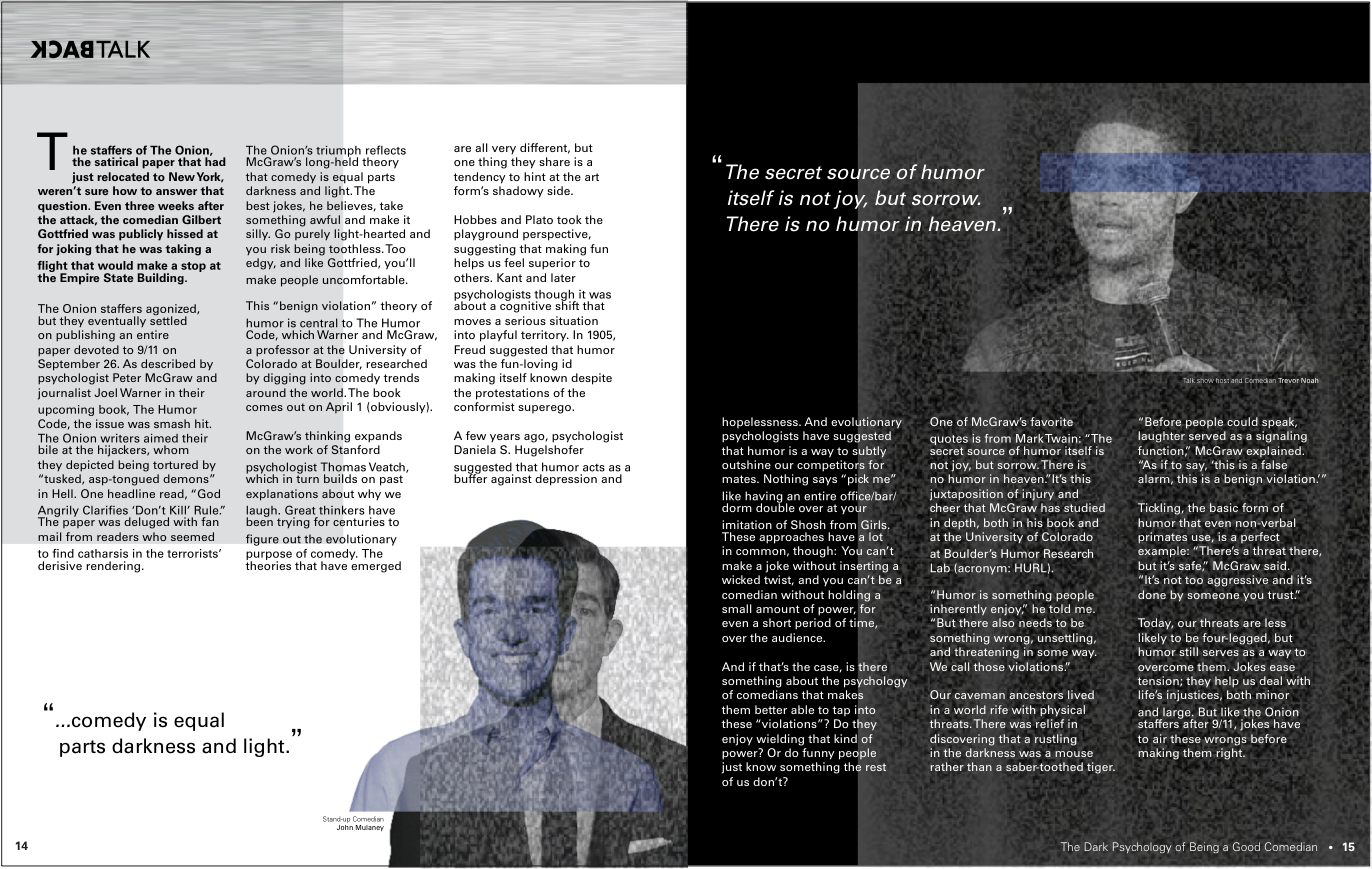 BACKTALK
The staffers of The Onion,
the satirical paper that had
just relocated to New York,
weren’t sure how to answer that
question. Even three weeks after
the attack, the comedian Gilbert
Gottfried was publicly hissed at
for joking that he was taking a
flight that would make a stop at
the Empire State Building.
The Onion staffers agonized,
but they eventually settled
on publishing an entire
paper devoted to 9/11 on
September 26. As described by
psychologist Peter McGraw and
journalist Joel Warner in their
upcoming book, The Humor
Code, the issue was smash hit.
The Onion writers aimed their
bile at the hijackers, whom
they depicted being tortured by
“tusked, asp-tongued demons”
in Hell. One headline read, “God
Angrily Clarifies ‘Don’t Kill’ Rule.”
The paper was deluged with fan
mail from readers who seemed
to find catharsis in the terrorists’
derisive rendering.
The Onion’s triumph reflects
McGraw’s long-held theory
that comedy is equal parts
darkness and light. The
best jokes, he believes, take
something awful and make it
silly. Go purely light-hearted and
you risk being toothless. Too
edgy, and like Gottfried, you’ll
make people uncomfortable.
This “benign violation” theory of
humor is central to The Humor
Code, which Warner and McGraw,
a professor at the University of
Colorado at Boulder, researched
by digging into comedy trends
around the world. The book
comes out on April 1 (obviously).
McGraw’s thinking expands
on the work of Stanford
psychologist Thomas Veatch,
which in turn builds on past
explanations about why we
laugh. Great thinkers have
been trying for centuries to
figure out the evolutionary
purpose of comedy. The
theories that have emerged
are all very different, but
one thing they share is a
tendency to hint at the art
form’s shadowy side.
Hobbes and Plato took the
playground perspective,
suggesting that making fun
helps us feel superior to
others. Kant and later
psychologists though it was
about a cognitive shift that
moves a serious situation
into playful territory. In 1905,
Freud suggested that humor
was the fun-loving id
making itself known despite
the protestations of the
conformist superego.
A few years ago, psychologist
Daniela S. Hugelshofer
suggested that humor acts as a
buffer against depression and
“...comedy is equal
parts darkness and light.”
Stand-up Comedian
John Mulaney
14
“The secret source of humor
itself is not joy, but sorrow.
There is no humor in heaven.”
Talk show host and Comedian Trevor Noah
hopelessness. And evolutionary
psychologists have suggested
that humor is a way to subtly
outshine our competitors for
mates. Nothing says “pick me”
like having an entire office/bar/
dorm double over at your
imitation of Shosh from Girls.
These approaches have a lot
in common, though: You can’t
make a joke without inserting a
wicked twist, and you can’t be a
comedian without holding a
small amount of power, for
even a short period of time,
over the audience.
And if that’s the case, is there
something about the psychology
of comedians that makes
them better able to tap into
these “violations”? Do they
enjoy wielding that kind of
power? Or do funny people
just know something the rest
of us don’t?
One of McGraw’s favorite
quotes is from Mark Twain: “The
secret source of humor itself is
not joy, but sorrow. There is
no humor in heaven.” It’s this
juxtaposition of injury and
cheer that McGraw has studied
in depth, both in his book and
at the University of Colorado
at Boulder’s Humor Research
Lab (acronym: HURL).
“Humor is something people
inherently enjoy,” he told me.
“But there also needs to be
something wrong, unsettling,
and threatening in some way.
We call those violations.”
Our caveman ancestors lived
in a world rife with physical
threats. There was relief in
discovering that a rustling
in the darkness was a mouse
rather than a saber-toothed tiger.
“Before people could speak,
laughter served as a signaling
function,” McGraw explained.
“As if to say, ‘this is a false
alarm, this is a benign violation.’”
Tickling, the basic form of
humor that even non-verbal
primates use, is a perfect
example: “There’s a threat there,
but it’s safe,” McGraw said.
“It’s not too aggressive and it’s
done by someone you trust.”
Today, our threats are less
likely to be four-legged, but
humor still serves as a way to
overcome them. Jokes ease
tension; they help us deal with
life’s injustices, both minor
and large. But like the Onion
staffers after 9/11, jokes have
to air these wrongs before
making them right.
The Dark Psychology of Being a Good Comedian • 15